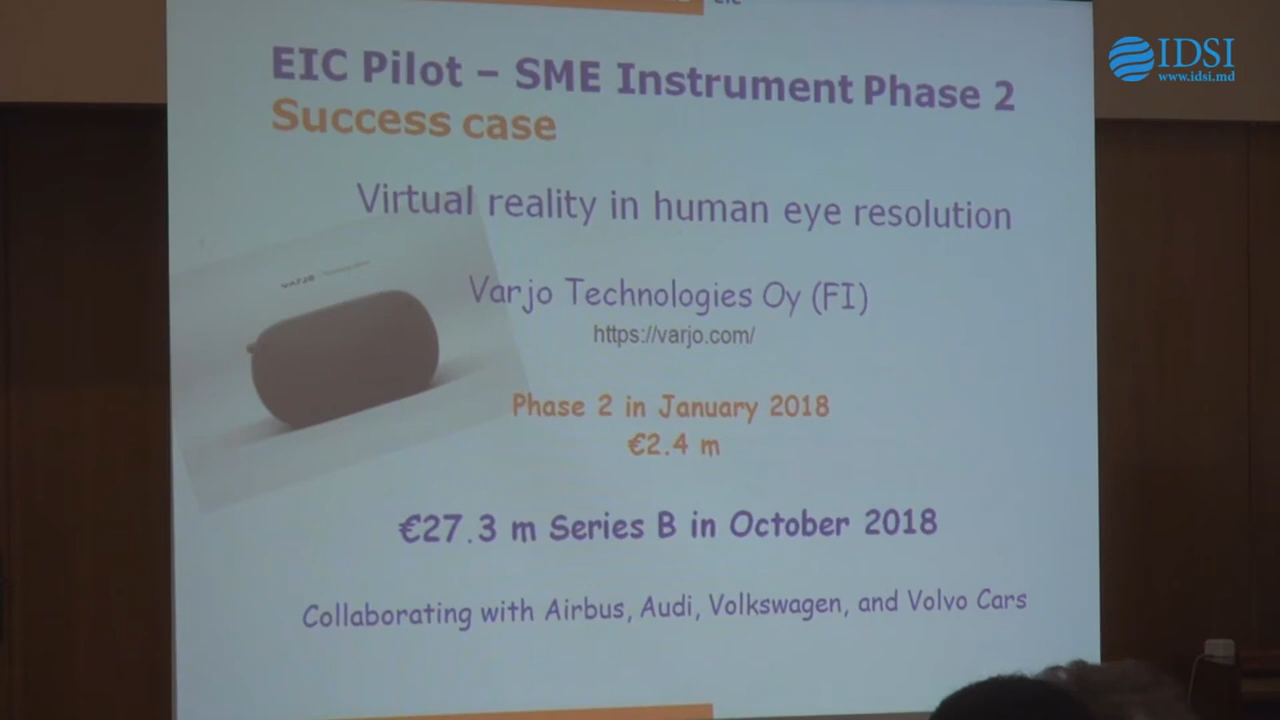 EIC
IDSI
www.idsi.md
EIC Pilot – SME Instrument Phase 2
Success case
Virtual reality in human eye resolution
VARJO
Varjo Technologies Oy (FI)
https://varjo.com/
Phase 2 in January 2018
€2.4 m
€27.3 m Series B in October 2018
Collaborating with Airbus, Audi, Volkswagen, and Volvo Cars